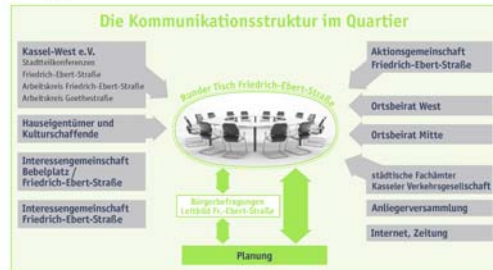 Die Kommunikationsstruktur im Quartier
Kassel-West e.V.
Stadtteilkonferenzen
Friedrich-Ebert-Straße
Arbeitskreis Friedrich-Ebert-Straße
Arbeitskreis Goethestraße
Hauseigentümer und
Kulturschaffende
Interessengemeinschaft
Bebelplatz /
Friedrich-Ebert-Straße
Interessengemeinschaft
Friedrich-Ebert-Straße
Runder Tisch Friedrich-Ebert-Straße
Bürgerbefragungen
Leitbild Fr.-Ebert-Straße
Planung
Aktionsgemeinschaft
Friedrich-Ebert-Straße
Ortsbeirat West
Ortsbeirat Mitte
städtische Fachämter
Kasseler Verkehrsgesellschaft
Anliegerversammlung
Internet, Zeitung